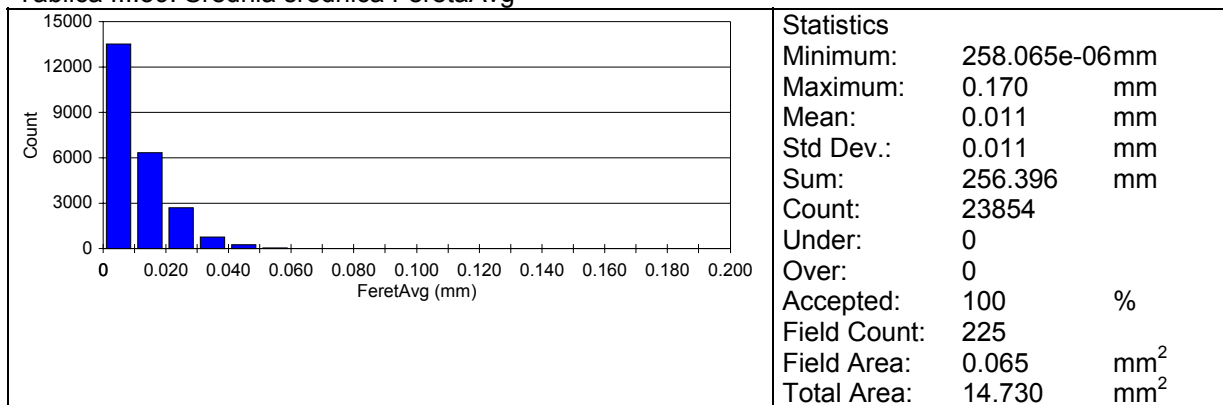 15000
12000
9000
6000
3000
0
Count
0 0.020 0.040 0.060 0.080 0.100 0.120 0.140 0.160 0.180 0.200
FeretAvg (mm)
Statistics
Minimum: 258.065e-06mm
Maximum: 0.170 mm
Mean: 0.011 mm
Std Dev.: 0.011 mm
Sum: 256.396 mm
Count: 23854
Under: 0
Over: 0
Accepted: 100 %
Field Count: 225
Field Area: 0.065 mm²
Total Area: 14.730 mm²